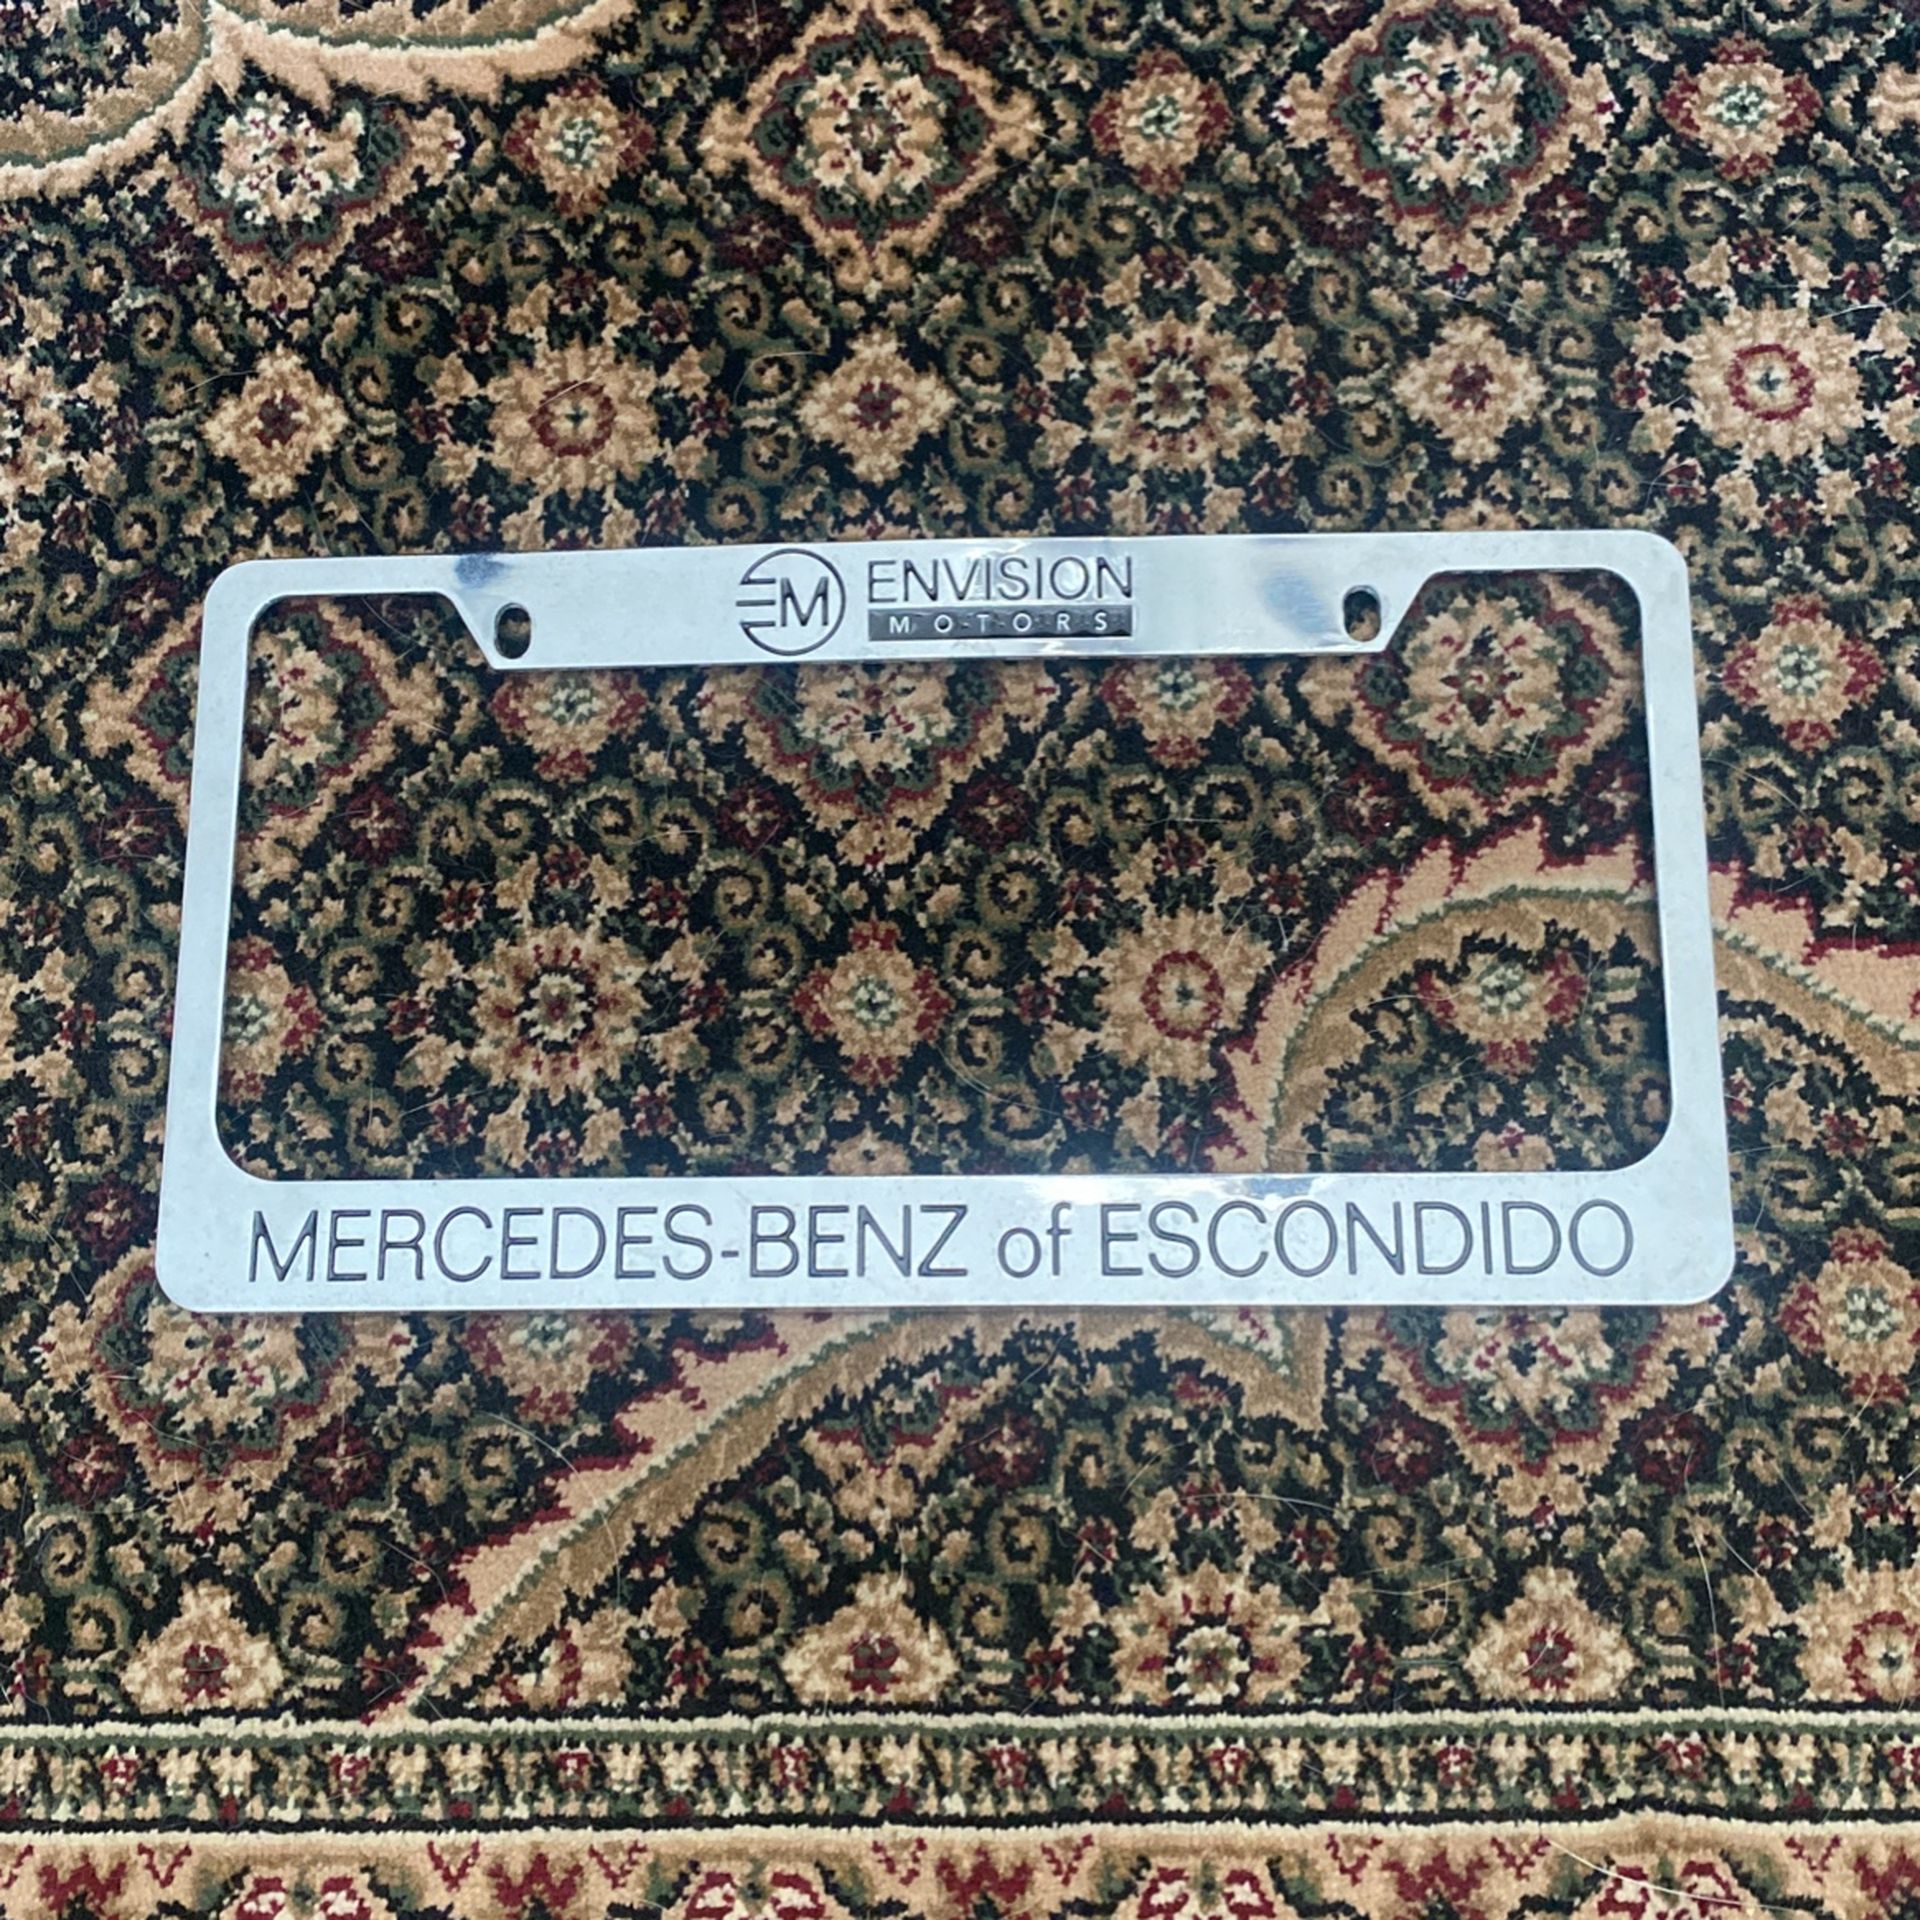 EM ENVISION
MOTORS
MERCEDES-BENZ of ESCONDIDO